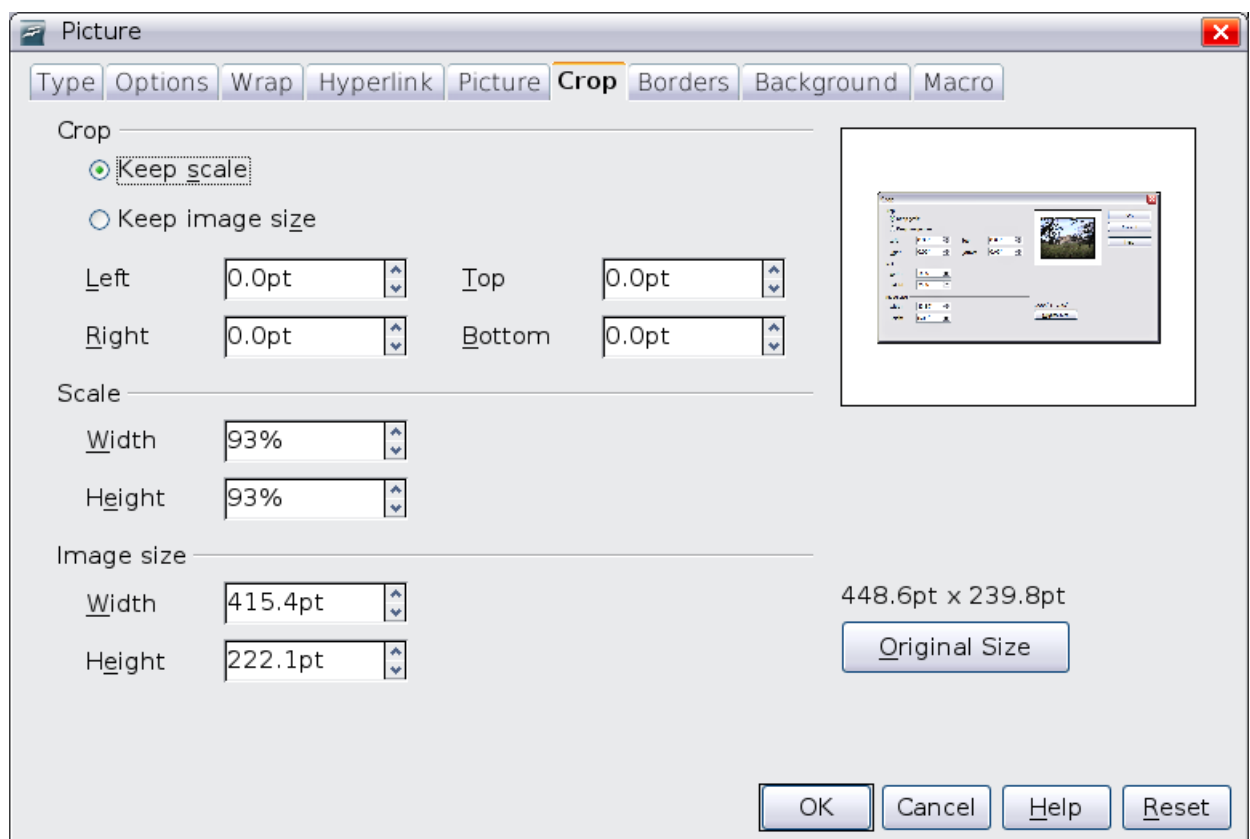 Picture
Type Options Wrap Hyperlink Picture Crop Borders Background Macro
Crop
Keep scale
Keep image size
Left 0.0pt Top 0.0pt
Right 0.0pt Bottom 0.0pt
Scale
Width 93%
Height 93%
Image size
Width 415.4pt 448.6pt x 239.8pt
Height 222.1pt Original Size
OK Cancel Help Reset